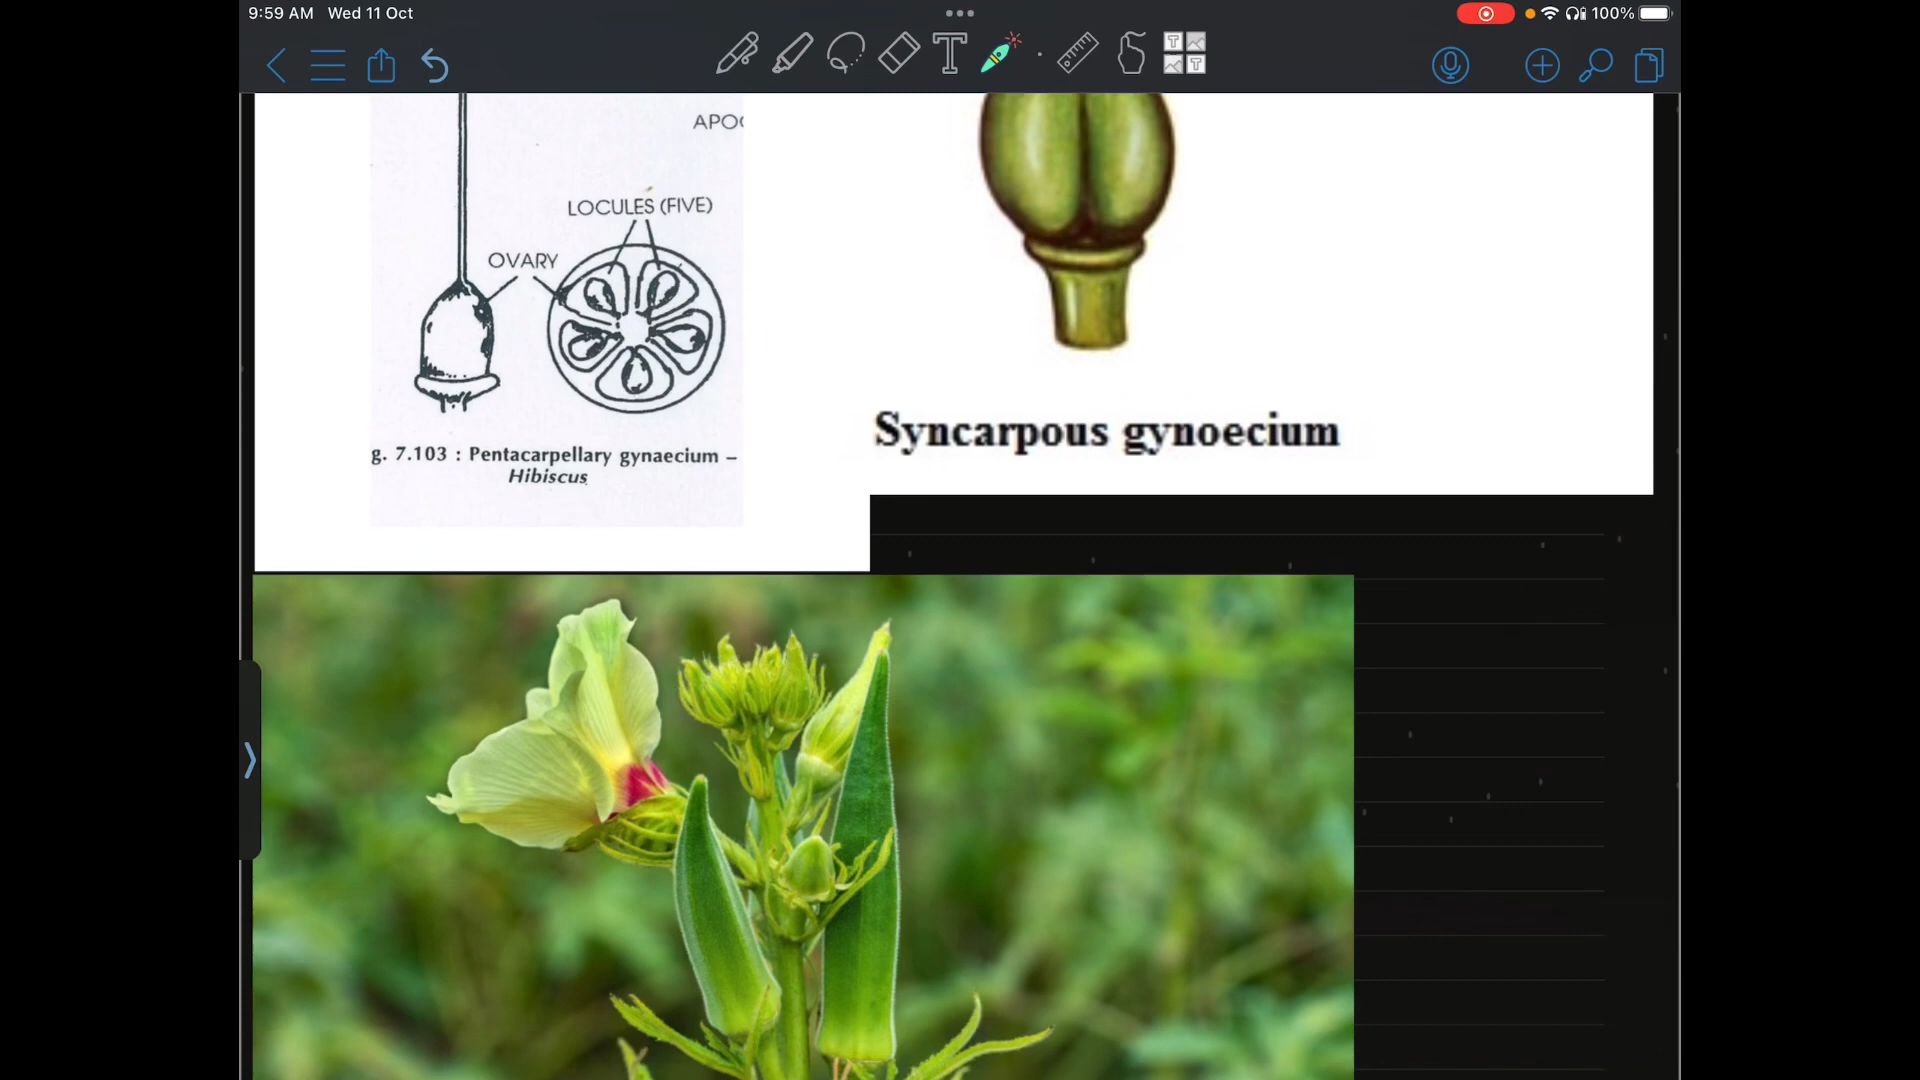 9:59 AM Wed 11 Oct
100%
APO
LOCULES (FIVE)
OVARY
g. 7.103 : Pentacarpellary gynaecium –
Hibiscus
Syncarpous gynoecium